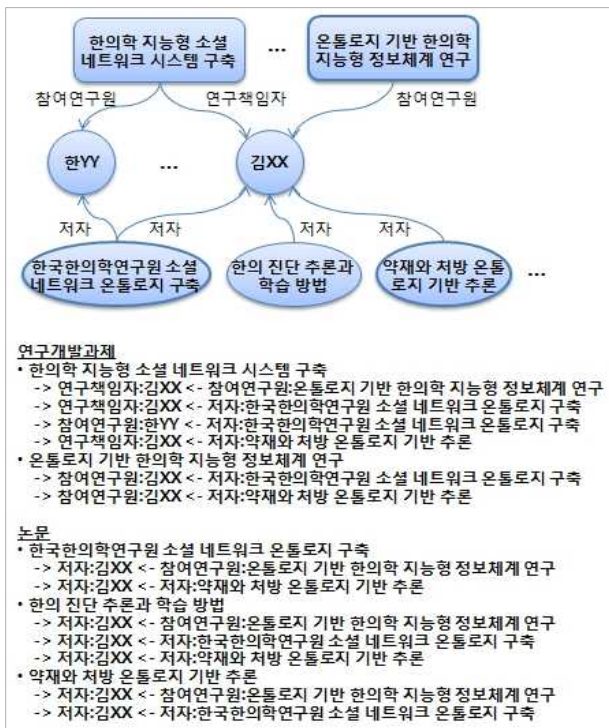 한의학 지능형 소셜
네트워크 시스템 구축
...
온톨로지 기반 한의학
지능형 정보체계 연구
참여연구원
연구책임자
참여연구원
한YY
...
김XX
저자
저자
저자
저자
한국한의학연구원 소셜
네트워크 온톨로지 구축
한의 진단 추론과
학습 방법
약재와 처방 온톨
로지 기반 추론
...
연구개발과제
• 한의학 지능형 소셜 네트워크 시스템 구축
-> 연구책임자:김XX <- 참여연구원:온톨로지 기반 한의학 지능형 정보체계 연구
-> 연구책임자:김XX <- 저자:한국한의학연구원 소셜 네트워크 온톨로지 구축
-> 참여연구원:한YY <- 저자:한국한의학연구원 소셜 네트워크 온톨로지 구축
-> 연구책임자:김XX <- 저자:약재와 처방 온톨로지 기반 추론
• 온톨로지 기반 한의학 지능형 정보체계 연구
-> 참여연구원:김XX <- 저자:한국한의학연구원 소셜 네트워크 온톨로지 구축
-> 참여연구원:김XX <- 저자:약재와 처방 온톨로지 기반 추론
논문
• 한국한의학연구원 소셜 네트워크 온톨로지 구축
-> 저자:김XX <- 참여연구원:온톨로지 기반 한의학 지능형 정보체계 연구
-> 저자:김XX <- 저자:약재와 처방 온톨로지 기반 추론
• 한의 진단 추론과 학습 방법
-> 저자:김XX <- 참여연구원:온톨로지 기반 한의학 지능형 정보체계 연구
-> 저자:김XX <- 저자:한국한의학연구원 소셜 네트워크 온톨로지 구축
-> 저자:김XX <- 저자:약재와 처방 온톨로지 기반 추론
• 약재와 처방 온톨로지 기반 추론
-> 저자:김XX <- 참여연구원:온톨로지 기반 한의학 지능형 정보체계 연구
-> 저자:김XX <- 저자:한국한의학연구원 소셜 네트워크 온톨로지 구축